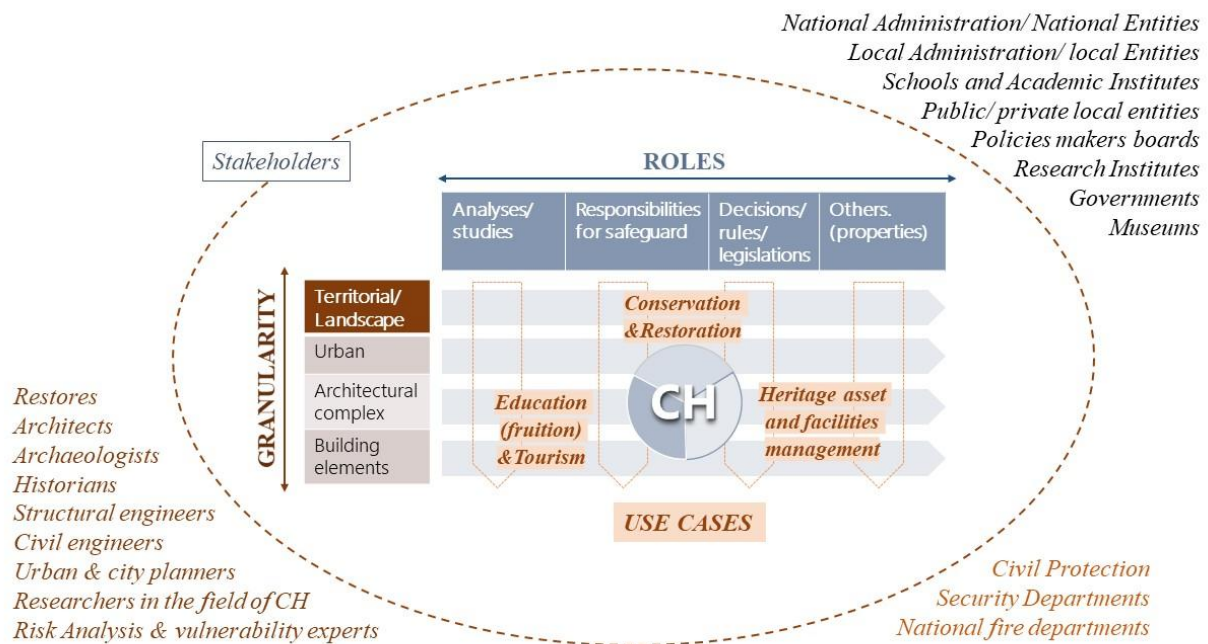 National Administration/ National Entities
Local Administration/ local Entities
Schools and Academic Institutes
Public/ private local entities
Policies makers boards
Research Institutes
Governments
Museums
Stakeholders
ROLES
Analyses/
studies
Responsibilities
for safeguard
Decisions/
rules/
legislations
Others.
(properties)
GRANULARITY
Territorial/
Landscape
Urban
Architectural
complex
Building
elements
Conservation
&Restoration
CH
Education
(fruition)
&Tourism
Heritage asset
and facilities
management
USE CASES
Restores
Architects
Archaeologists
Historians
Structural engineers
Civil engineers
Urban & city planners
Researchers in the field of CH
Risk Analysis & vulnerability experts
Civil Protection
Security Departments
National fire departments